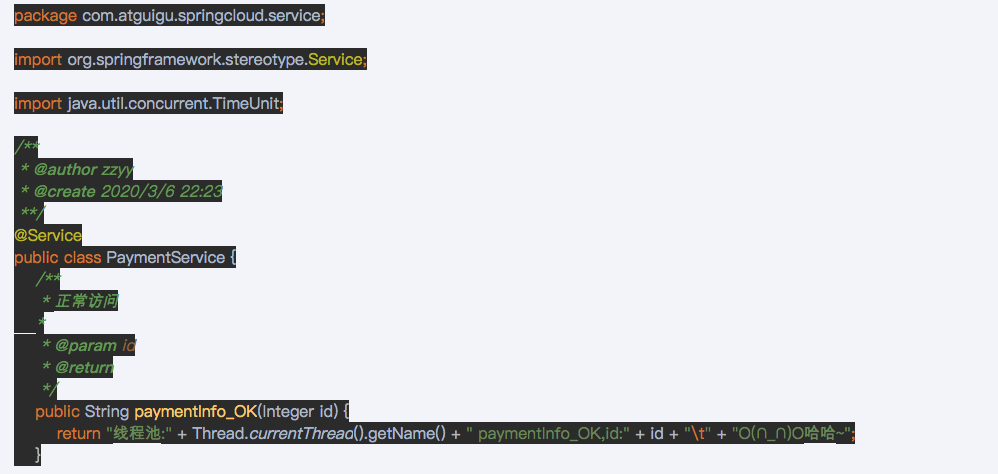 package com.atguigu.springcloud.service;
import org.springframework.stereotype.Service;
import java.util.concurrent.TimeUnit;
/**
* @author zzyy
* @create 2020/3/6 22:23
**/
@Service
public class PaymentService {
/**
* 正常访问
*
* @param id
* @return
*/
public String paymentInfo_OK(Integer id) {
return "线程池:" + Thread.currentThread().getName() + " paymentInfo_OK,id:" + id + "\t" + "O(∩_∩)O哈哈~";
}